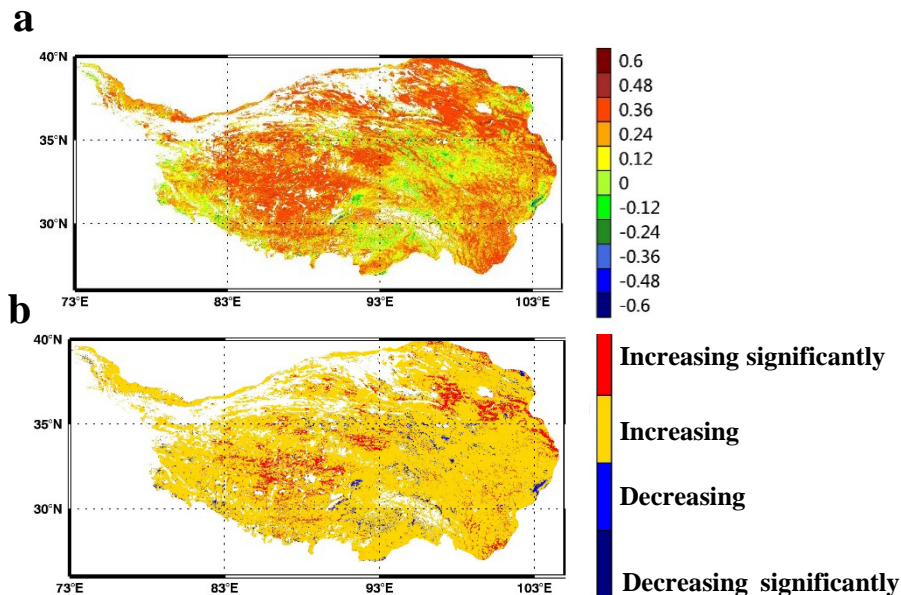 a
40°N
35°N
30°N
73°E 83°E 93°E 103°E
0.6
0.48
0.36
0.24
0.12
0
-0.12
-0.24
-0.36
-0.48
-0.6
b
40°N
35°N
30°N
73°E 83°E 93°E 103°E
Increasing significantly
Increasing
Decreasing
Decreasing significantly